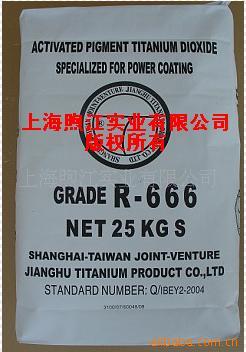 ACTIVATED PIGMENT TITANIUM DIOXIDE
SPECIALIZED FOR POWER COATING
上海煦江实业有限公司
版权所有
GRADE R-666
NET 25 KG S
SHANGHAI-TAIWAN JOINT-VENTURE
JIANGHU TITANIUM PRODUCT CO.,LTD
STANDARD NUMBER: Q/IBEY2-2004